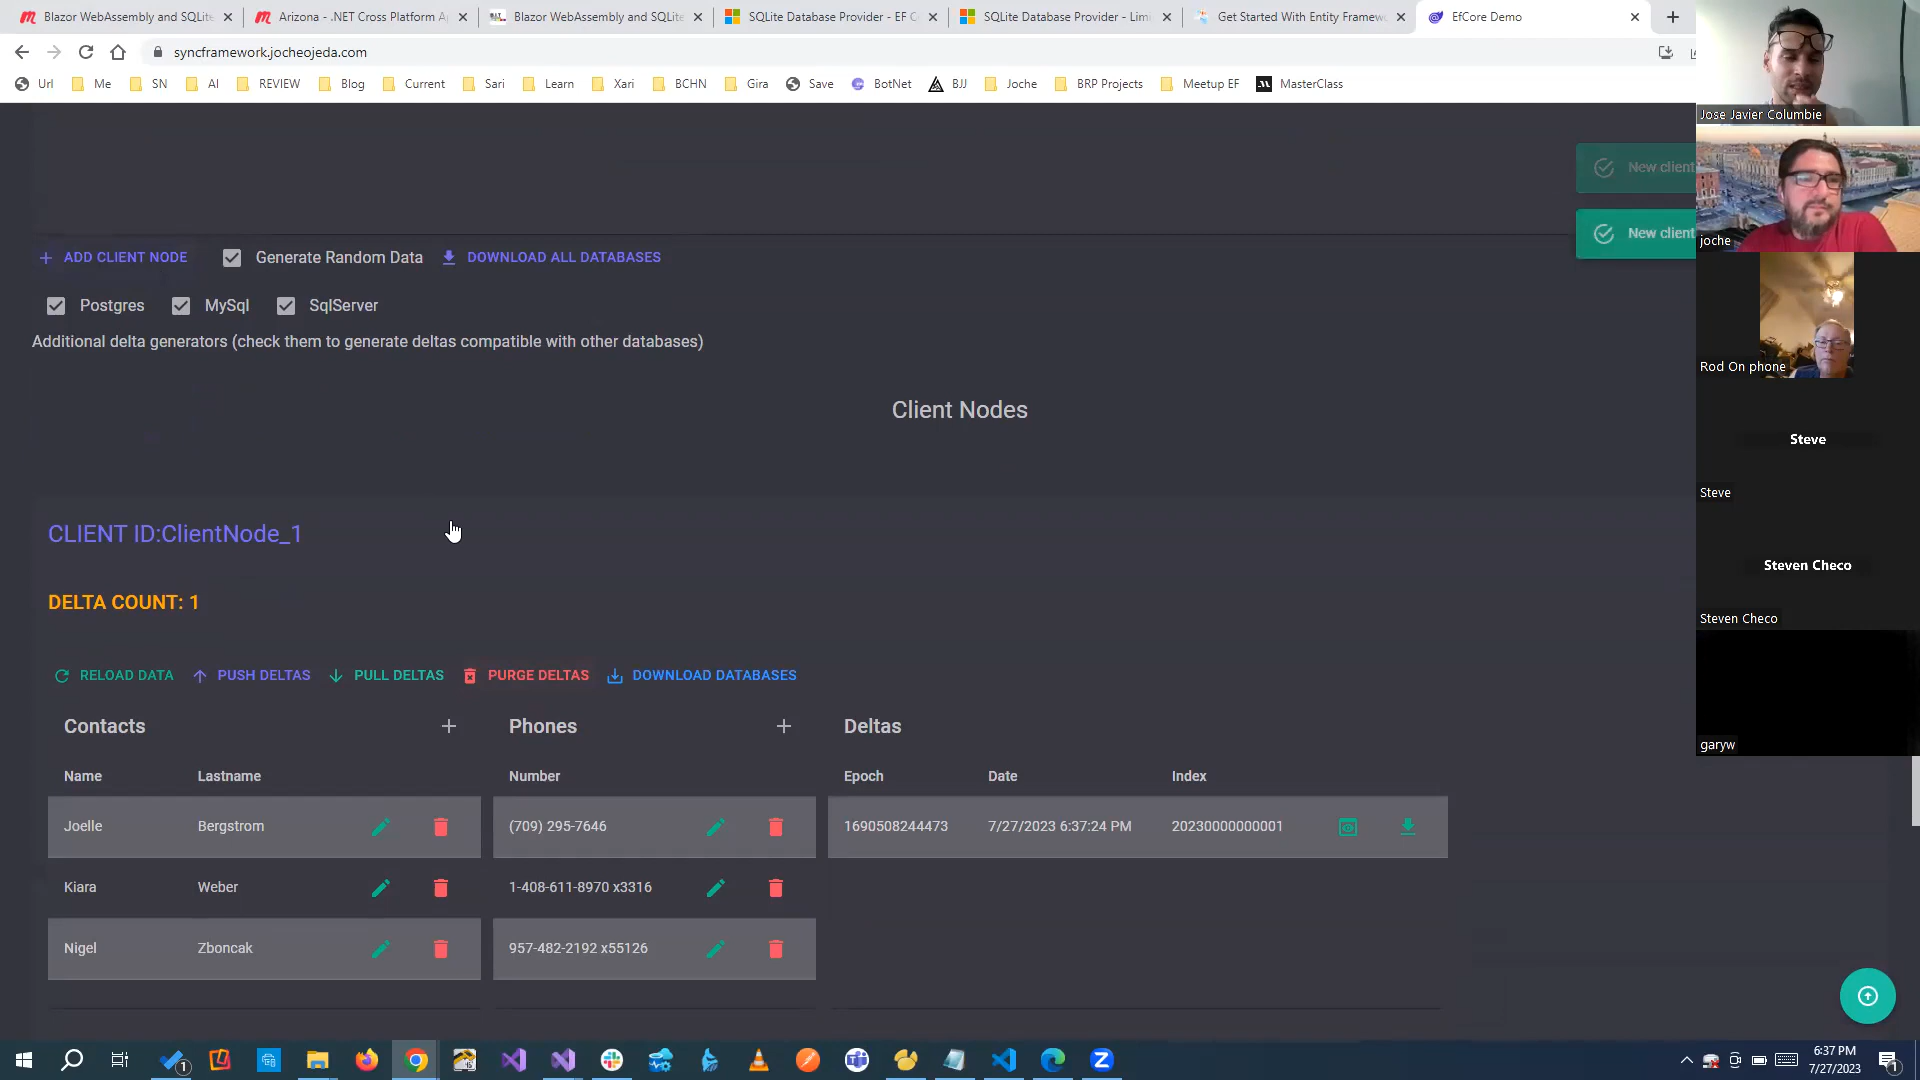 Blazor WebAssembly and SQLite
Arizona - .NET Cross Platform Ap
Blazor WebAssembly and SQLite
SQLite Database Provider - EF C
SQLite Database Provider - Limi
Get Started With Entity Framew
EfCore Demo
syncframework.jocheojeda.com
Url
Me
SN
AI
REVIEW
Blog
Current
Sari
Learn
Xari
BCHN
Gira
Save
BotNet
BJJ
Joche
BRP Projects
Meetup EF
MasterClass
New client
New client
ADD CLIENT NODE
Generate Random Data
DOWNLOAD ALL DATABASES
Postgres
MySql
SqlServer
Additional delta generators (check them to generate deltas compatible with other databases)
Client Nodes
CLIENT ID:ClientNode_1
DELTA COUNT: 1
RELOAD DATA
PUSH DELTAS
PULL DELTAS
PURGE DELTAS
DOWNLOAD DATABASES
Contacts
Phones
Deltas
Name Lastname
Number
Epoch Date Index
Joelle Bergstrom
(709) 295-7646
1690508244473 7/27/2023 6:37:24 PM 20230000000001
Kiara Weber
1-408-611-8970 x3316
Nigel Zboncak
957-482-2192 x55126
Jose Javier Columbie
joche
Rod On phone
Steve
Steve
Steven Checo
Steven Checo
garyw
1
6:37 PM
7/27/2023
1